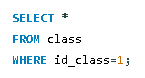 SELECT *
FROM class
WHERE id_class=1;